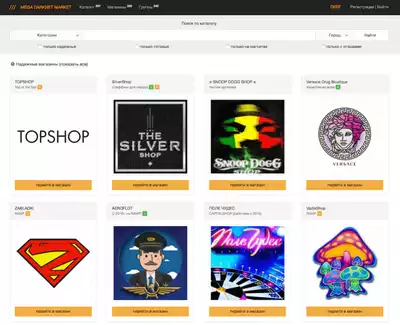 /// MEGA DARKNET MARKET Каталог Магазины Группы Регистрация | Войти
Поиск по каталогу
Категории Город Найти
только надежные только готовые только на магнитах только с отзывами
Надежные магазины (показать все)
TOPSHOP SilverShop » SNOOP DOGG SHOP « Versace Drug Boutique
TOPSHOP THE SILVER SHOP SNOOP DOGG SHOP VERSACE
перейти в магазин перейти в магазин перейти в магазин перейти в магазин
ZAKLADKI AEROFLOT ПОЛЕ ЧУДЕС
Поле Чудес
перейти в магазин перейти в магазин перейти в магазин перейти в магазин